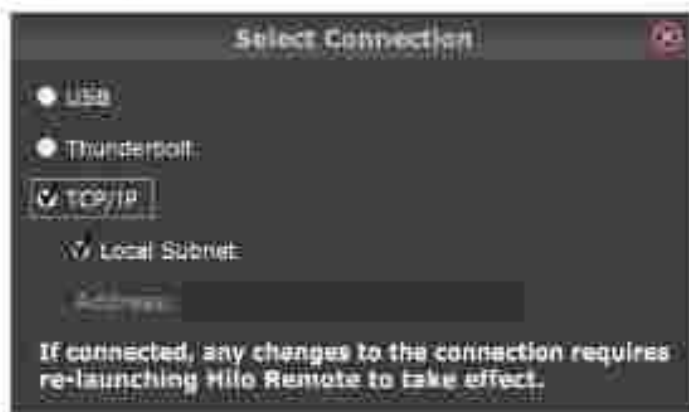 Select Connection
USB
Thunderbolt
TCP/IP
Local Subnet
Address:
If connected, any changes to the connection requires
re-launching Hilo Remote to take effect.